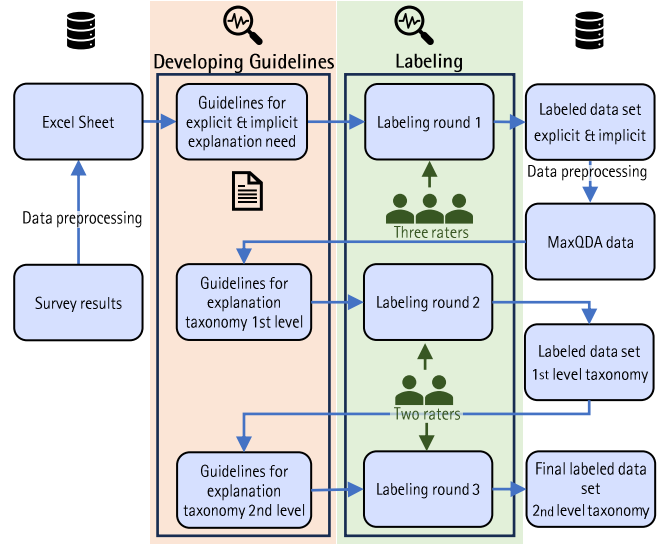 Developing Guidelines
Labeling
Excel Sheet
Guidelines for
explicit & implicit
explanation need
Labeling round 1
Labeled data set
explicit & implicit
Data preprocessing
Data preprocessing
Three raters
MaxQDA data
Survey results
Guidelines for
explanation
taxonomy 1st level
Labeling round 2
Labeled data set
1st level taxonomy
Two raters
Guidelines for
explanation
taxonomy 2nd level
Labeling round 3
Final labeled data
set
2nd level taxonomy